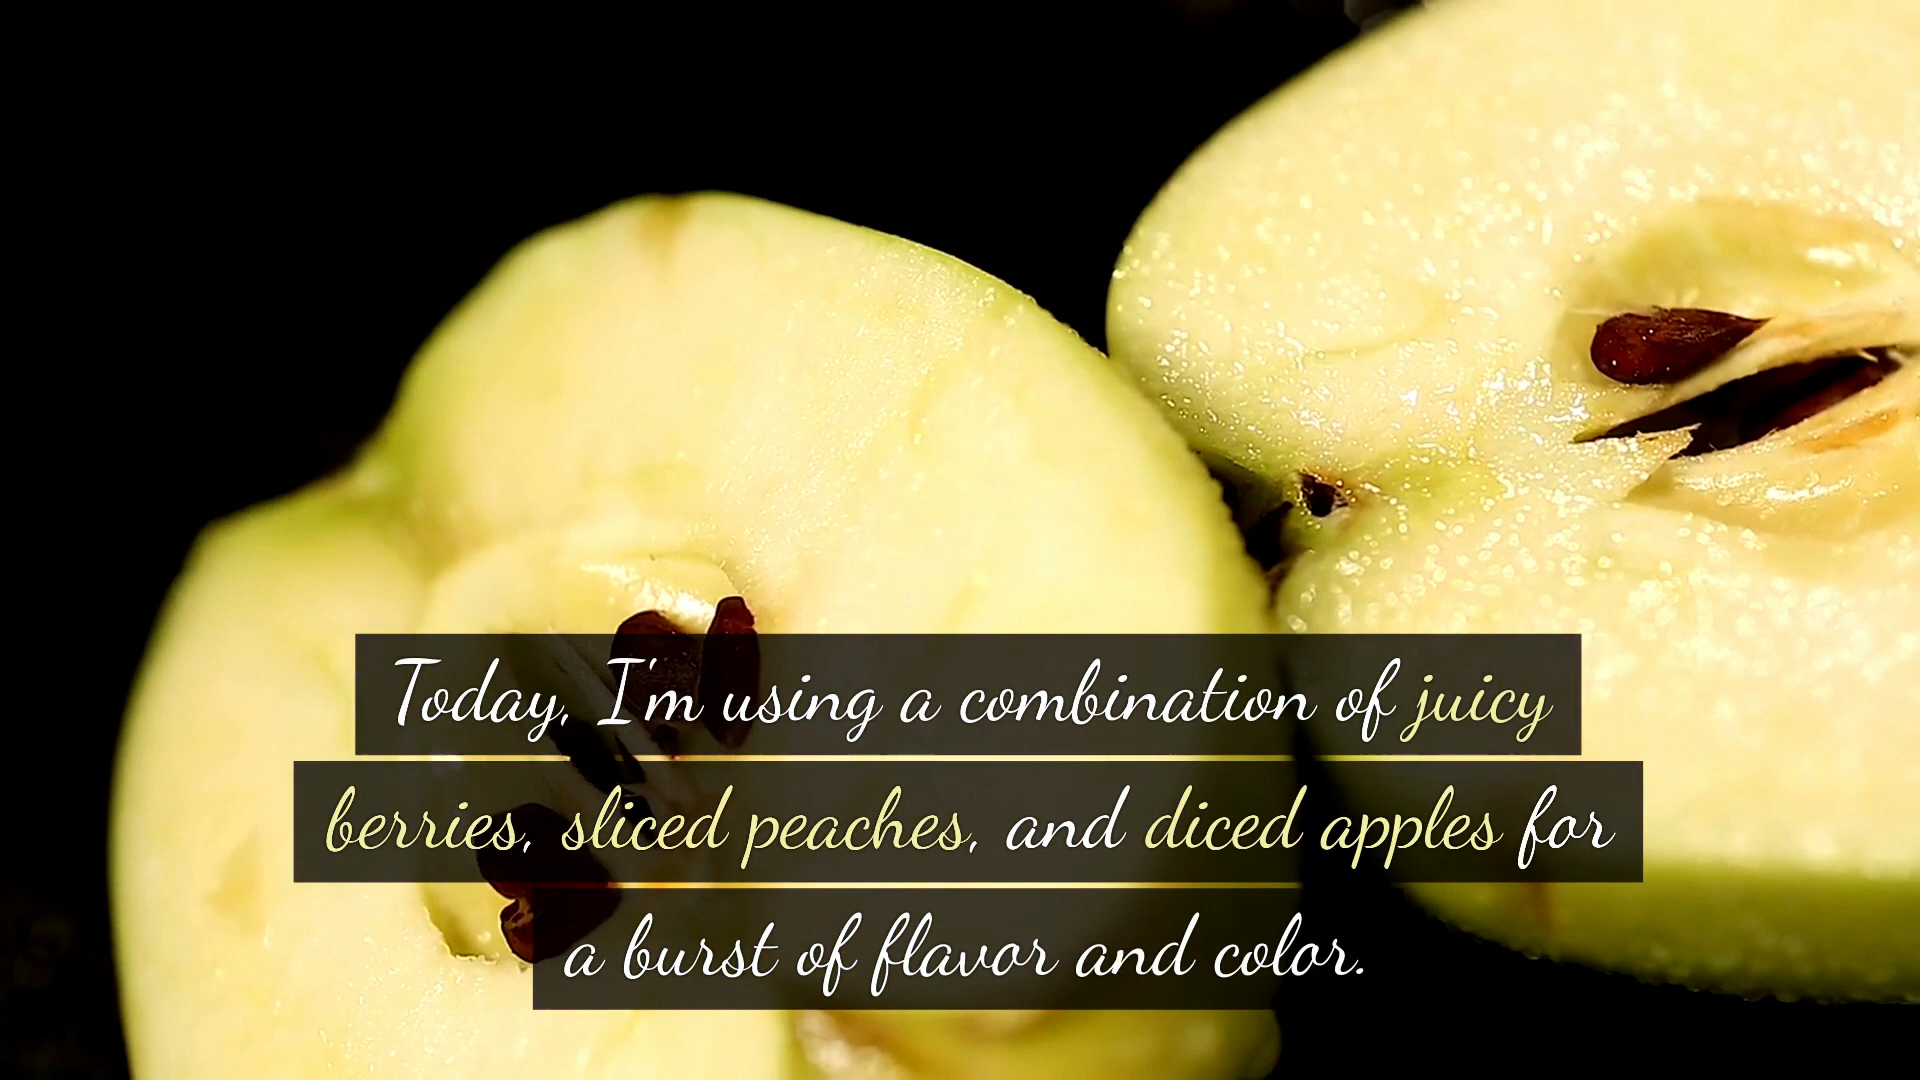 Today, I'm using a combination of juicy
berries, sliced peaches, and diced apples for
a burst of flavor and color.